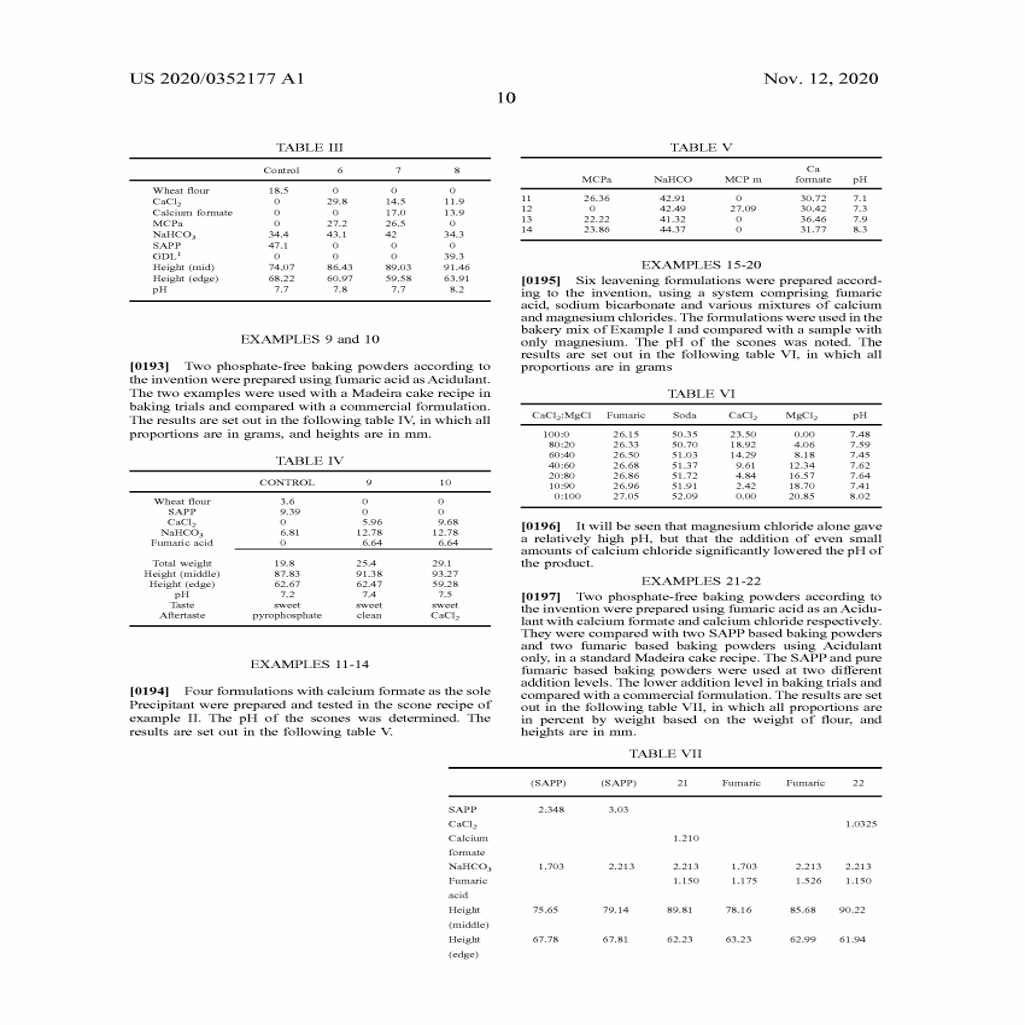 US 2020/0352177 A1
Nov. 12, 2020
10
TABLE III
Control 6 7 8
Wheat flour 18.5 0 0 0
CaCl2 0 29.8 14.5 11.9
Calcium formate 0 0 17.0 13.9
MCPa 0 27.2 26.5 0
NaHCO3 34.4 43.1 42 34.3
SAPP 47.1 0 0 0
GDL1 0 0 0 39.3
Height (mid) 74.07 86.43 89.03 91.46
Height (edge) 68.22 60.97 59.58 63.91
pH 7.7 7.8 7.7 8.2
EXAMPLES 9 and 10
[0193] Two phosphate-free baking powders according to
the invention were prepared using fumaric acid as Acidulant.
The two examples were used with a Madeira cake recipe in
baking trials and compared with a commercial formulation.
The results are set out in the following table IV, in which all
proportions are in grams, and heights are in mm.
TABLE IV
CONTROL 9 10
Wheat flour 3.6 0 0
SAPP 9.39 0 0
CaCl2 0 5.96 9.68
NaHCO3 6.81 12.78 12.78
Fumaric acid 0 6.64 6.64
Total weight 19.8 25.4 29.1
Height (middle) 87.83 91.38 93.27
Height (edge) 62.67 62.47 59.28
pH 7.2 7.4 7.5
Taste sweet sweet sweet
Aftertaste pyrophosphate clean CaCl2
EXAMPLES 11-14
[0194] Four formulations with calcium formate as the sole
Precipitant were prepared and tested in the scone recipe of
example II. The pH of the scones was determined. The
results are set out in the following table V.
TABLE V
Ca
MCPa NaHCO MCP m formate pH
11 26.36 42.91 0 30.72 7.1
12 0 42.49 27.09 30.42 7.3
13 22.22 41.32 0 36.46 7.9
14 23.86 44.37 0 31.77 8.3
EXAMPLES 15-20
[0195] Six leavening formulations were prepared accord-
ing to the invention, using a system comprising fumaric
acid, sodium bicarbonate and various mixtures of calcium
and magnesium chlorides. The formulations were used in the
bakery mix of Example I and compared with a sample with
only magnesium. The pH of the scones was noted. The
results are set out in the following table VI, in which all
proportions are in grams
TABLE VI
CaCl2:MgCl Fumaric Soda CaCl2 MgCl2 pH
100:0 26.15 50.35 23.50 0.00 7.48
80:20 26.33 50.70 18.92 4.06 7.59
60:40 26.50 51.03 14.29 8.18 7.45
40:60 26.68 51.37 9.61 12.34 7.62
20:80 26.86 51.72 4.84 16.57 7.64
10:90 26.96 51.91 2.42 18.70 7.41
0:100 27.05 52.09 0.00 20.85 8.02
[0196] It will be seen that magnesium chloride alone gave
a relatively high pH, but that the addition of even small
amounts of calcium chloride significantly lowered the pH of
the product.
EXAMPLES 21-22
[0197] Two phosphate-free baking powders according to
the invention were prepared using fumaric acid as an Acidu-
lant with calcium formate and calcium chloride respectively.
They were compared with two SAPP based baking powders
and two fumaric based baking powders using Acidulant
only, in a standard Madeira cake recipe. The SAPP and pure
fumaric based baking powders were used at two different
addition levels. The lower addition level in baking trials and
compared with a commercial formulation. The results are set
out in the following table VII, in which all proportions are
in percent by weight based on the weight of flour, and
heights are in mm.
TABLE VII
(SAPP) (SAPP) 21 Fumaric Fumaric 22
SAPP 2.348 3.03
CaCl2 1.0325
Calcium 1.210
formate
NaHCO3 1.703 2.213 2.213 1.703 2.213 2.213
Fumaric 1.150 1.175 1.526 1.150
acid
Height 75.65 79.14 89.81 78.16 85.68 90.22
(middle)
Height 67.78 67.81 62.23 63.23 62.99 61.94
(edge)